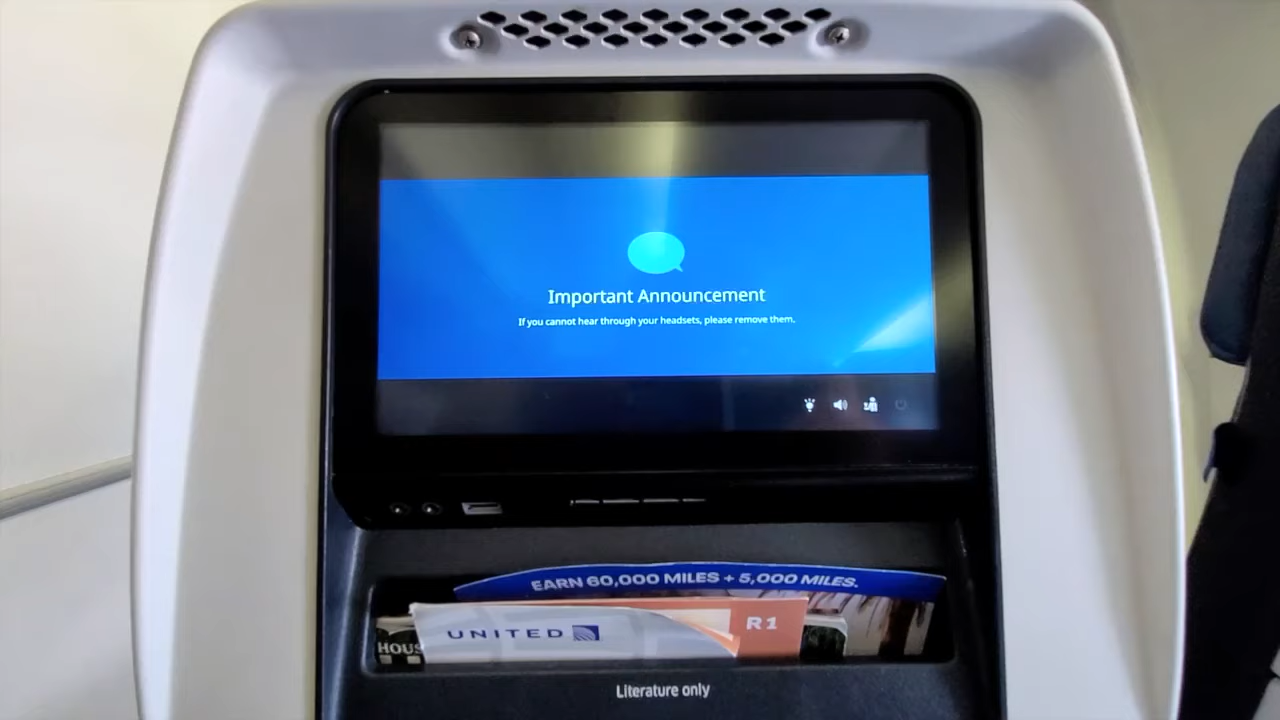 Important Announcement
If you cannot hear through your headsets, please remove them.
EARN 60,000 MILES + 5,000 MILES.
UNITED
R1
HOUS
Literature only